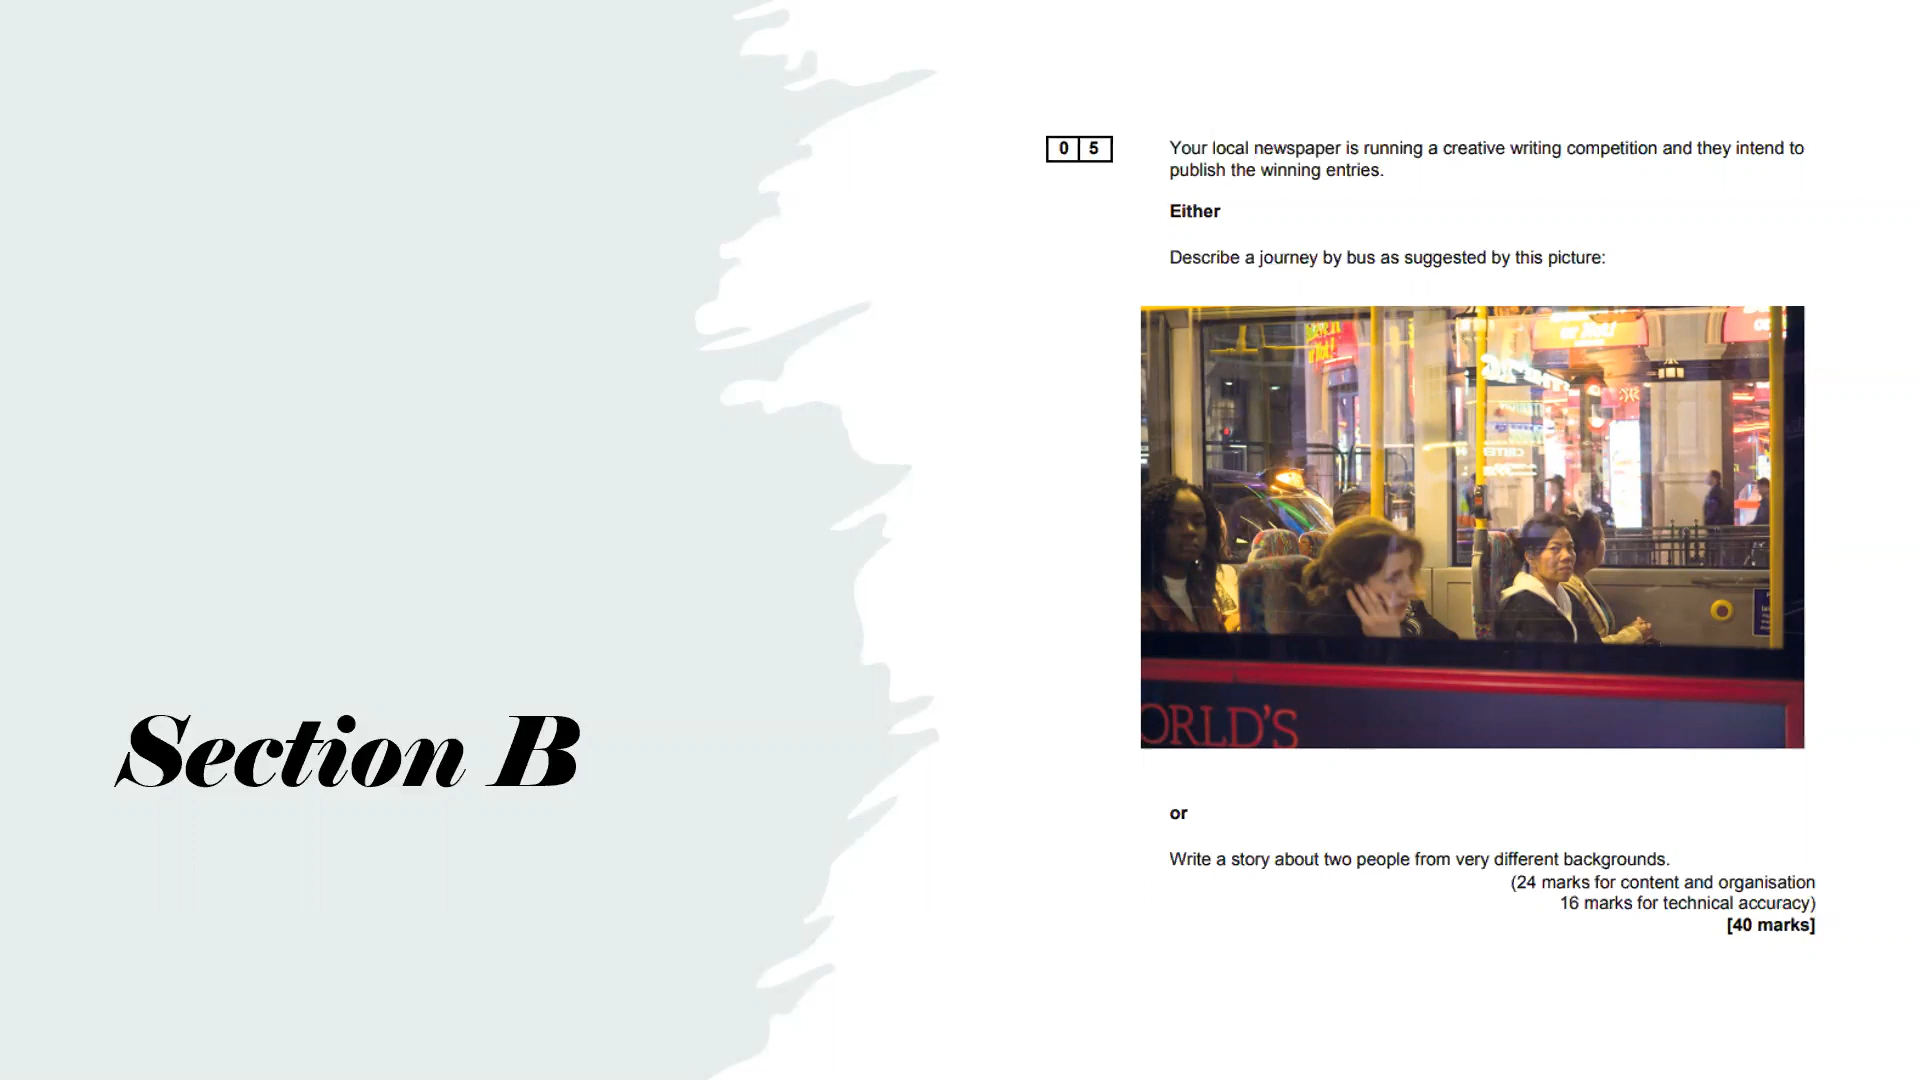 0 5
Your local newspaper is running a creative writing competition and they intend to
publish the winning entries.
Either
Describe a journey by bus as suggested by this picture:
or Not!
ORLD'S
Section B
or
Write a story about two people from very different backgrounds.
(24 marks for content and organisation
16 marks for technical accuracy)
[40 marks]